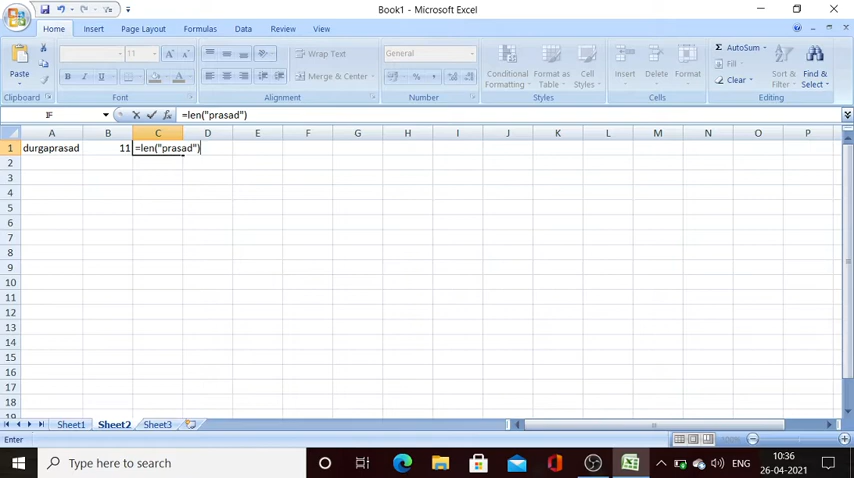 Book1 - Microsoft Excel
Home Insert Page Layout Formulas Data Review View
Paste
Clipboard
11
B I U
Font
Wrap Text
Merge & Center
Alignment
General
%
Number
Conditional Formatting
Format as Table
Cell Styles
Styles
Insert Delete Format
Cells
Σ AutoSum
Fill
Clear
Sort & Filter
Find & Select
Editing
IF fx =len("prasad")
A B C D E F G H I J K L M N O P
1 durgaprasad 11 =len("prasad")
2
3
4
5
6
7
8
9
10
11
12
13
14
15
16
17
18
19
Sheet1 Sheet2 Sheet3
Enter
Type here to search
ENG
10:36
26-04-2021